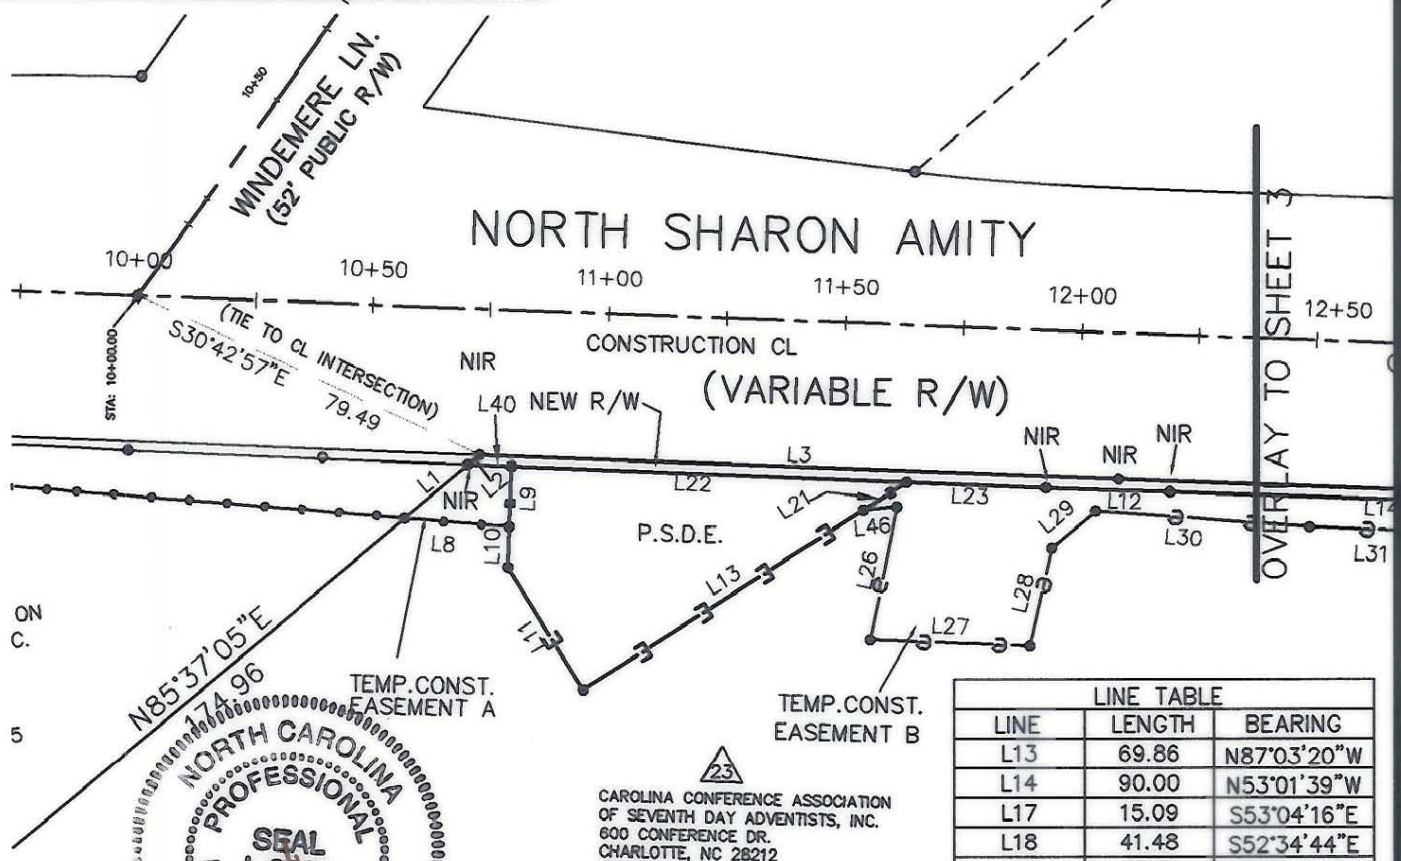 10+50
WINDEMERE LN.
(52' PUBLIC R/W)
NORTH SHARON AMITY
10+00
10+50
11+00
11+50
12+00
12+50
STA: 10+00.00
(TIE TO CL INTERSECTION)
S30°42'57"E
79.49
CONSTRUCTION CL
(VARIABLE R/W)
OVERLAY TO SHEET 3
NIR
L40
NEW R/W
NIR
NIR
NIR
L3
L1
L2
NIR
L9
L22
L21
L23
L12
L14
L8
L10
P.S.D.E.
L46
L29
L30
L31
L13
L26
L28
L11
L27
ON
C.
5
N85°37'05"E
174.96
TEMP.CONST.
EASEMENT A
TEMP.CONST.
EASEMENT B
NORTH CAROLINA
PROFESSIONAL
SEAL
23
CAROLINA CONFERENCE ASSOCIATION
OF SEVENTH DAY ADVENTISTS, INC.
600 CONFERENCE DR.
CHARLOTTE, NC 28212
LINE TABLE
LINE LENGTH BEARING
L13 69.86 N87°03'20"W
L14 90.00 N53°01'39"W
L17 15.09 S53°04'16"E
L18 41.48 S52°34'44"E